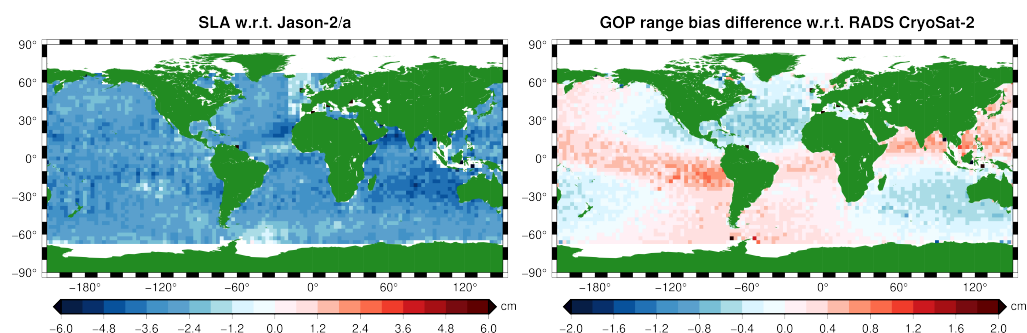 SLA w.r.t. Jason-2/a
90°
60°
30°
0°
−30°
−60°
−90°
−180° −120° −60° 0° 60° 120°
cm
−6.0 −4.8 −3.6 −2.4 −1.2 0.0 1.2 2.4 3.6 4.8 6.0
GOP range bias difference w.r.t. RADS CryoSat-2
90°
60°
30°
0°
−30°
−60°
−90°
−180° −120° −60° 0° 60° 120°
cm
−2.0 −1.6 −1.2 −0.8 −0.4 0.0 0.4 0.8 1.2 1.6 2.0